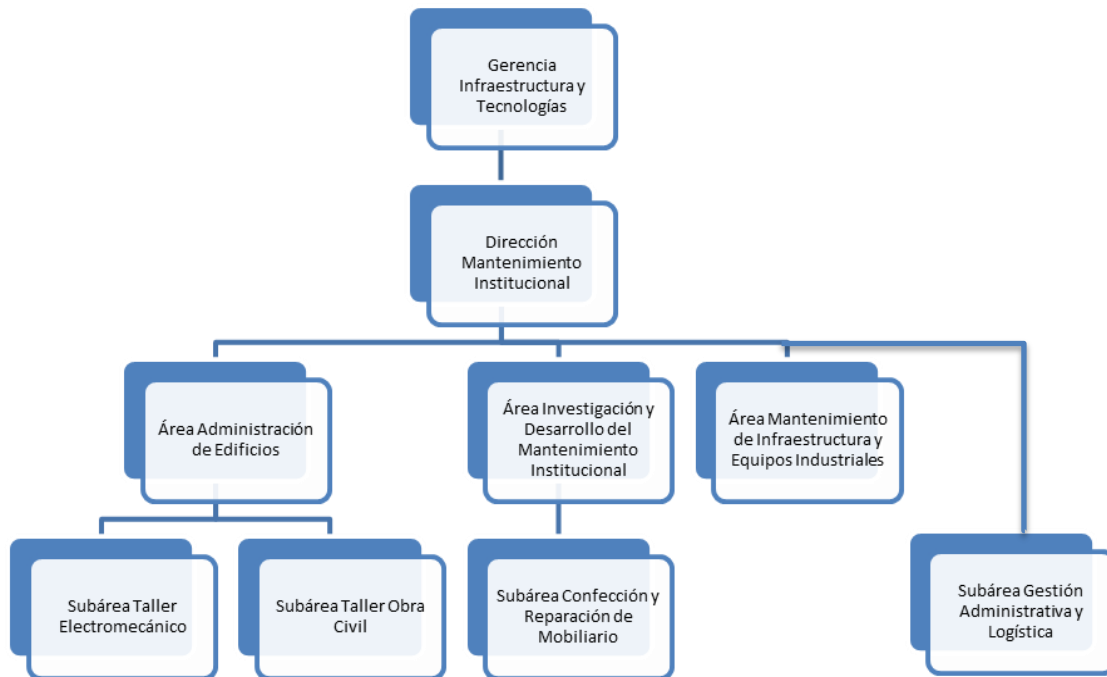 Gerencia
Infraestructura y
Tecnologías
Dirección
Mantenimiento
Institucional
Área Administración
de Edificios
Área Investigación y
Desarrollo del
Mantenimiento
Institucional
Área Mantenimiento
de Infraestructura y
Equipos Industriales
Subárea Taller
Electromecánico
Subárea Taller Obra
Civil
Subárea Confección y
Reparación de
Mobiliario
Subárea Gestión
Administrativa y
Logística